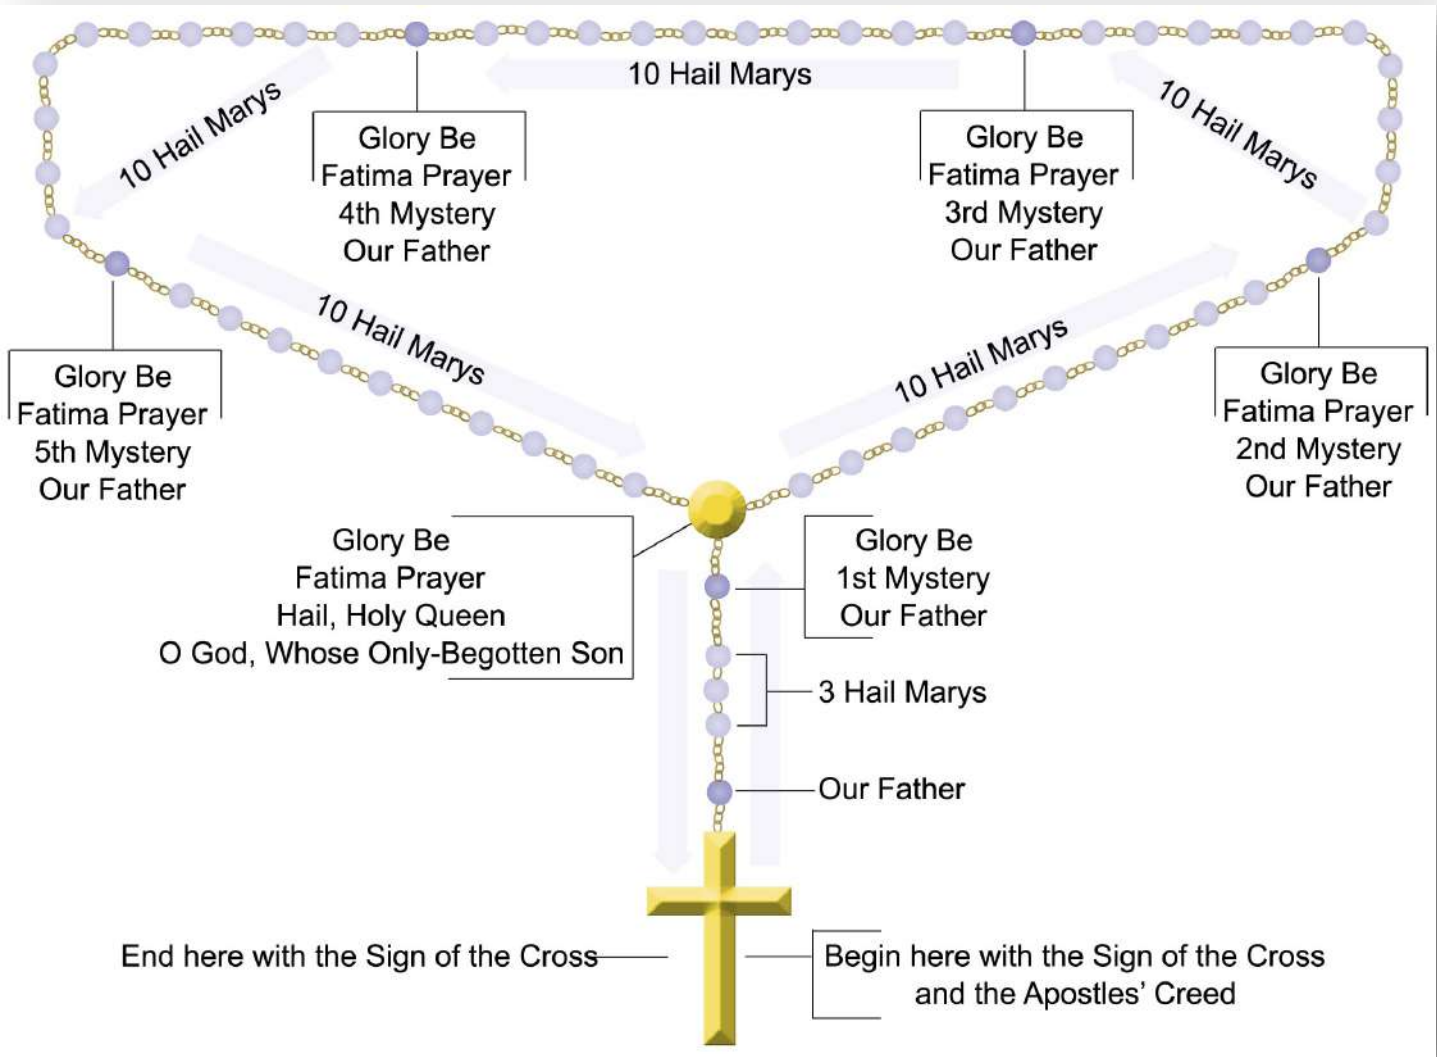 10 Hail Marys
10 Hail Marys
10 Hail Marys
Glory Be
Fatima Prayer
4th Mystery
Our Father
Glory Be
Fatima Prayer
3rd Mystery
Our Father
10 Hail Marys
10 Hail Marys
Glory Be
Fatima Prayer
5th Mystery
Our Father
Glory Be
Fatima Prayer
2nd Mystery
Our Father
Glory Be
Fatima Prayer
Hail, Holy Queen
O God, Whose Only-Begotten Son
Glory Be
1st Mystery
Our Father
3 Hail Marys
Our Father
End here with the Sign of the Cross
Begin here with the Sign of the Cross
and the Apostles’ Creed